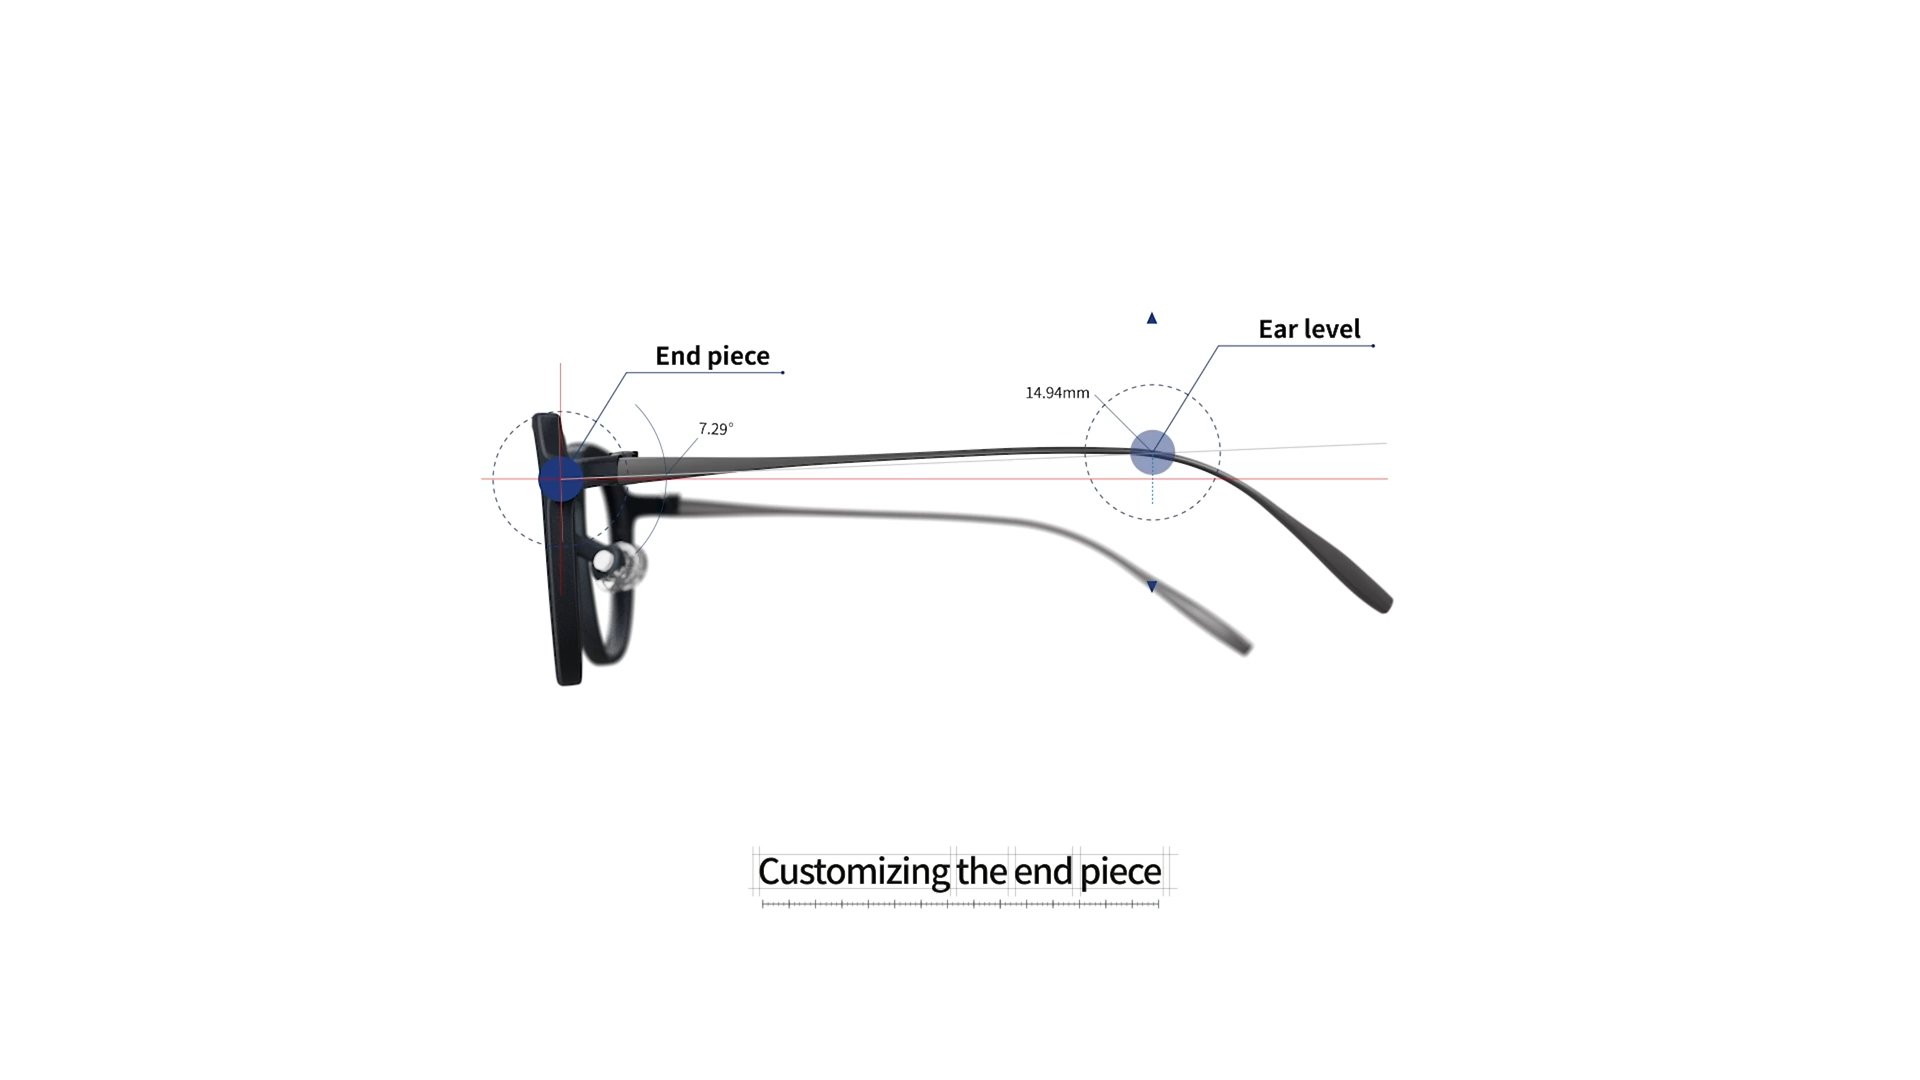 Ear level
End piece
14.94mm
7.29°
Customizing the end piece